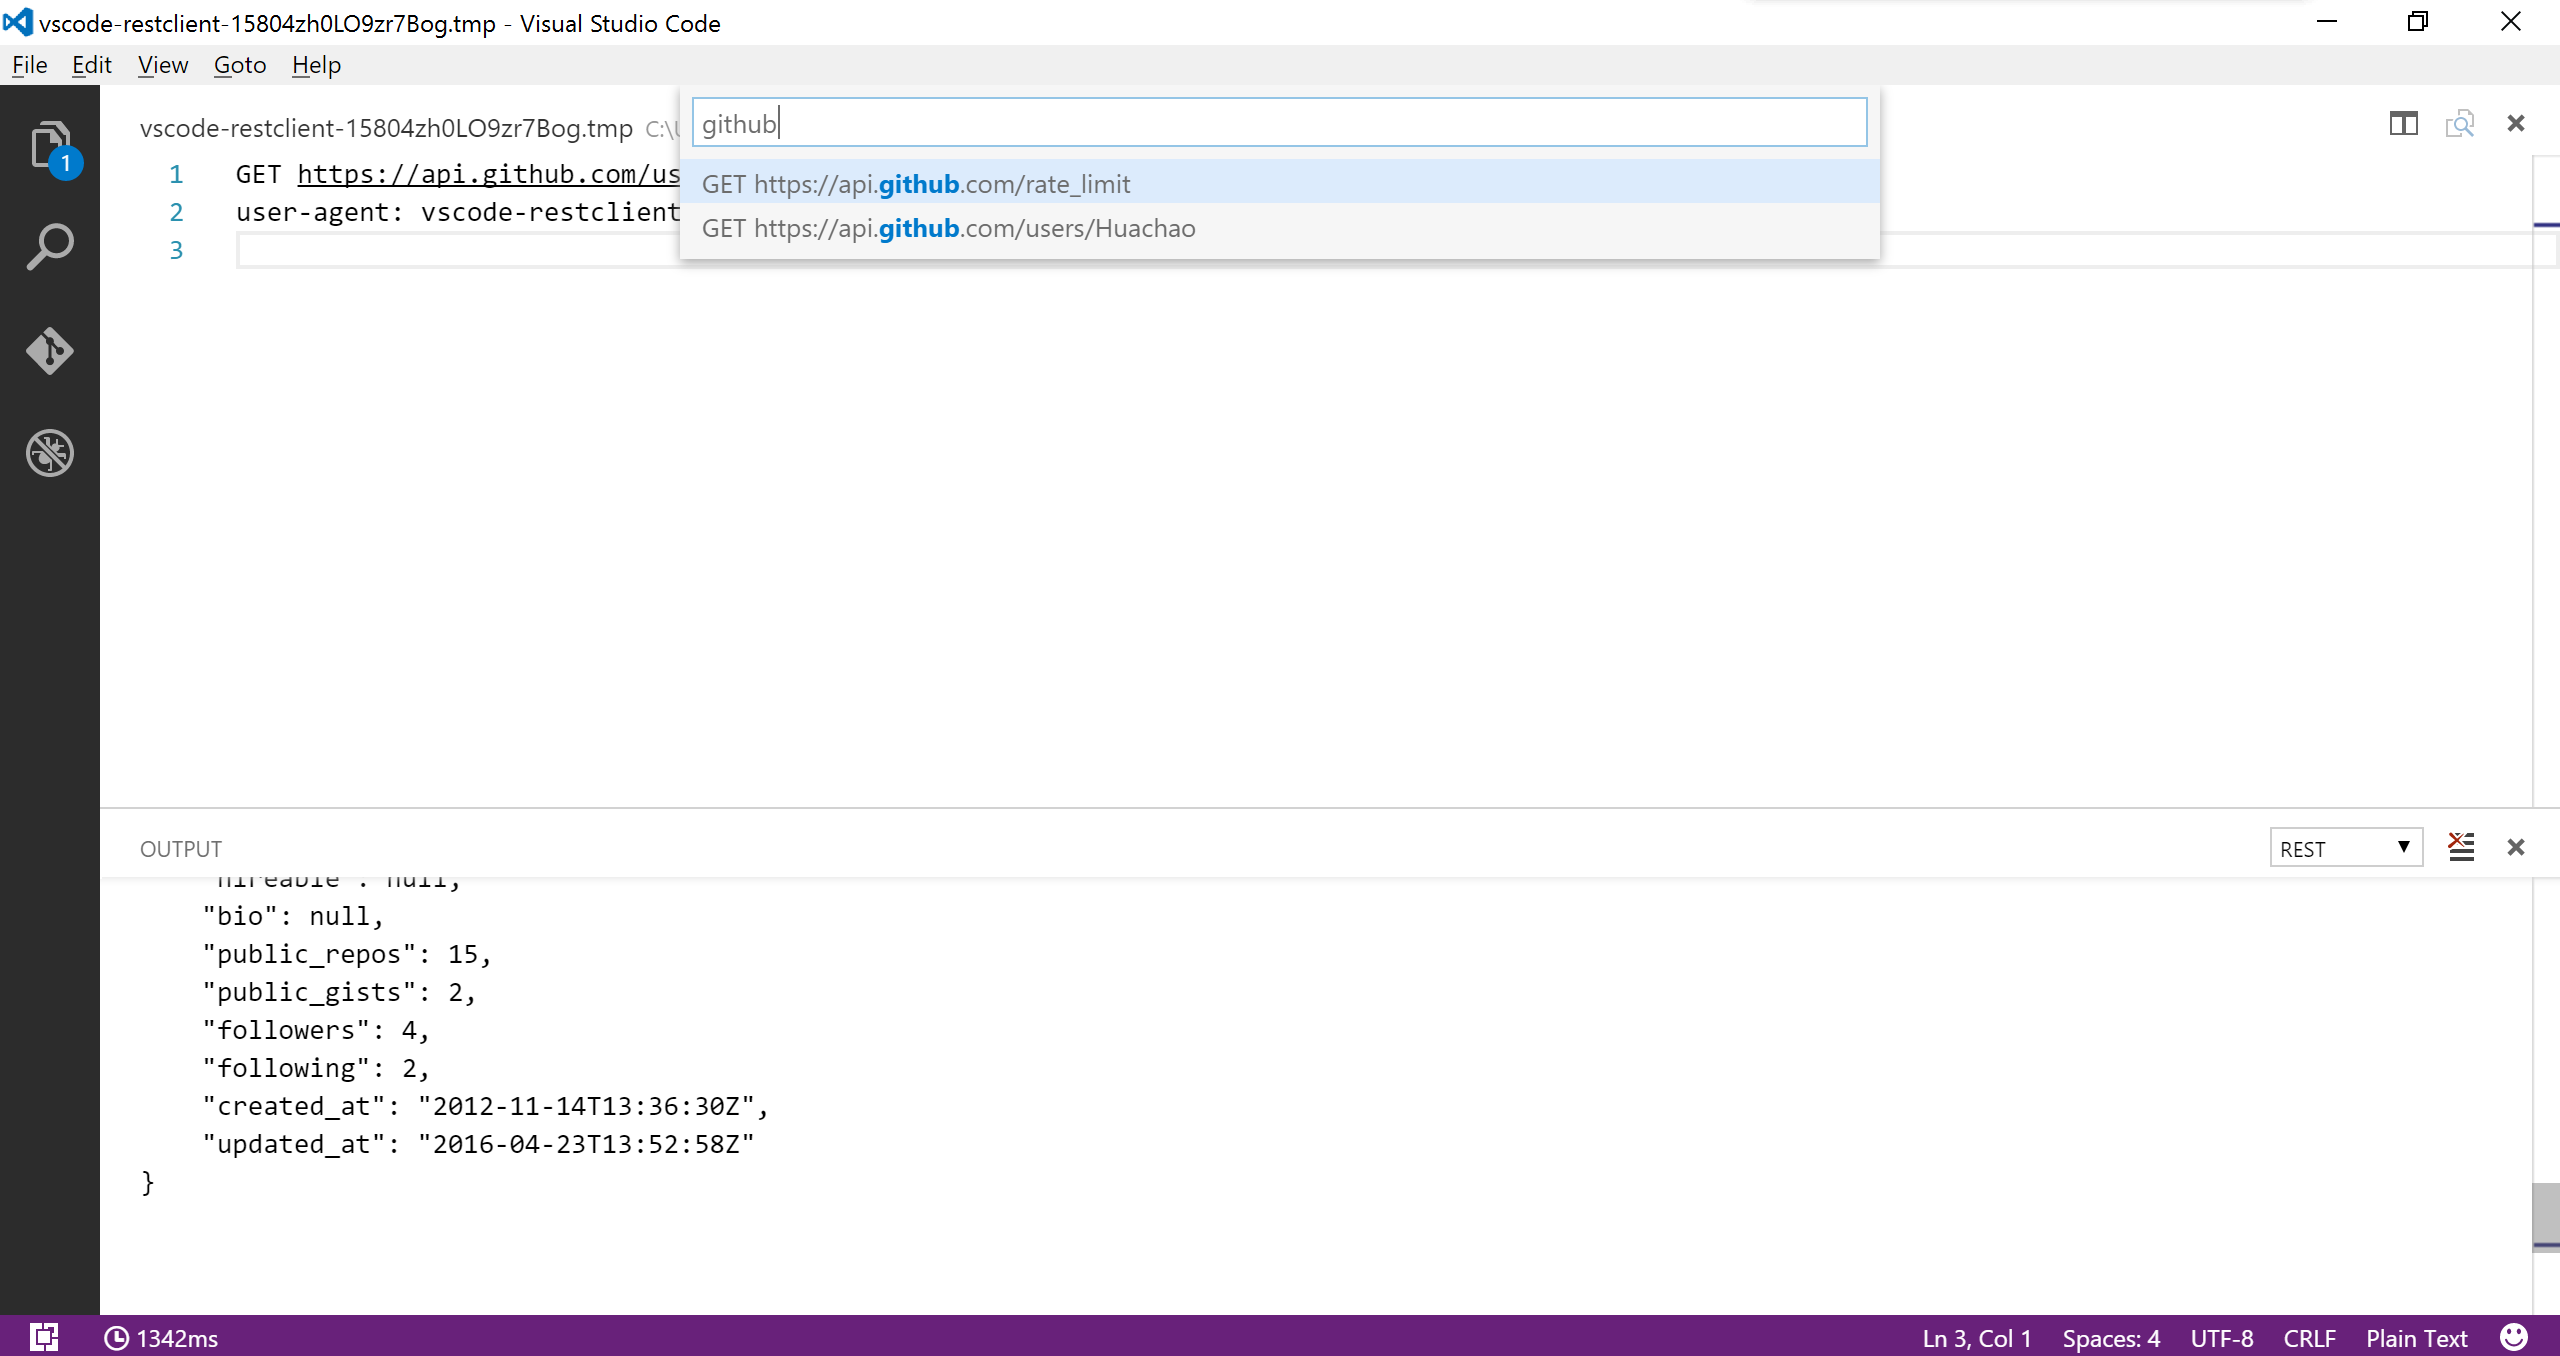 vscode-restclient-15804zh0LO9zr7Bog.tmp - Visual Studio Code
File Edit View Goto Help
github
vscode-restclient-15804zh0LO9zr7Bog.tmp C:\
GET https://api.github.com/rate_limit
GET https://api.github.com/users/Huachao
1 GET https://api.github.com/us
2 user-agent: vscode-restclient
3
1
OUTPUT
REST
"hireable": null,
"bio": null,
"public_repos": 15,
"public_gists": 2,
"followers": 4,
"following": 2,
"created_at": "2012-11-14T13:36:30Z",
"updated_at": "2016-04-23T13:52:58Z"
}
1342ms
Ln 3, Col 1 Spaces: 4 UTF-8 CRLF Plain Text